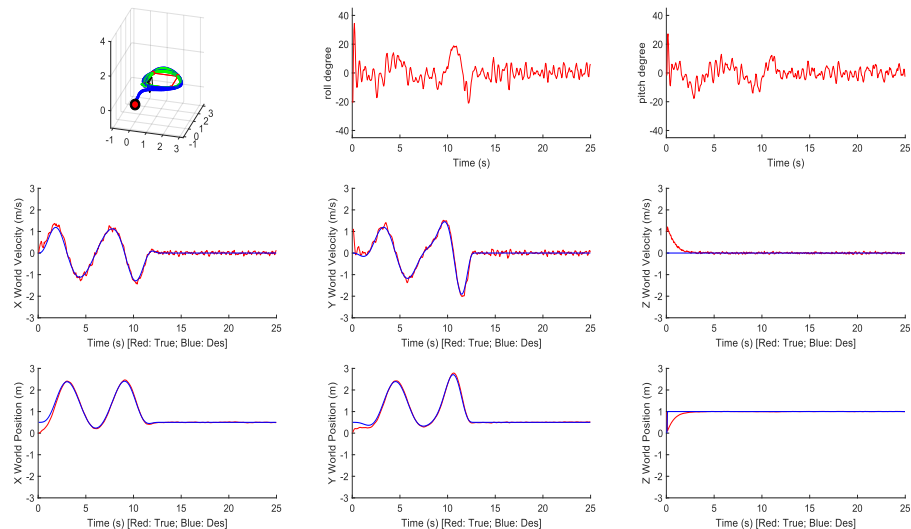 4
2
0
-1 0 1 2 3
-1 0 1 2 3
roll degree
40
20
0
-20
-40
0 5 10 15 20 25
Time (s)
pitch degree
40
20
0
-20
-40
0 5 10 15 20 25
Time (s)
X World Velocity (m/s)
3
2
1
0
-1
-2
-3
0 5 10 15 20 25
Time (s) [Red: True; Blue: Des]
Y World Velocity (m/s)
3
2
1
0
-1
-2
-3
0 5 10 15 20 25
Time (s) [Red: True; Blue: Des]
Z World Velocity (m/s)
3
2
1
0
-1
-2
-3
0 5 10 15 20 25
Time (s) [Red: True; Blue: Des]
X World Position (m)
3
2
1
0
-1
-2
-3
0 5 10 15 20 25
Time (s) [Red: True; Blue: Des]
Y World Position (m)
3
2
1
0
-1
-2
-3
0 5 10 15 20 25
Time (s) [Red: True; Blue: Des]
Z World Position (m)
3
2
1
0
-1
-2
-3
0 5 10 15 20 25
Time (s) [Red: True; Blue: Des]